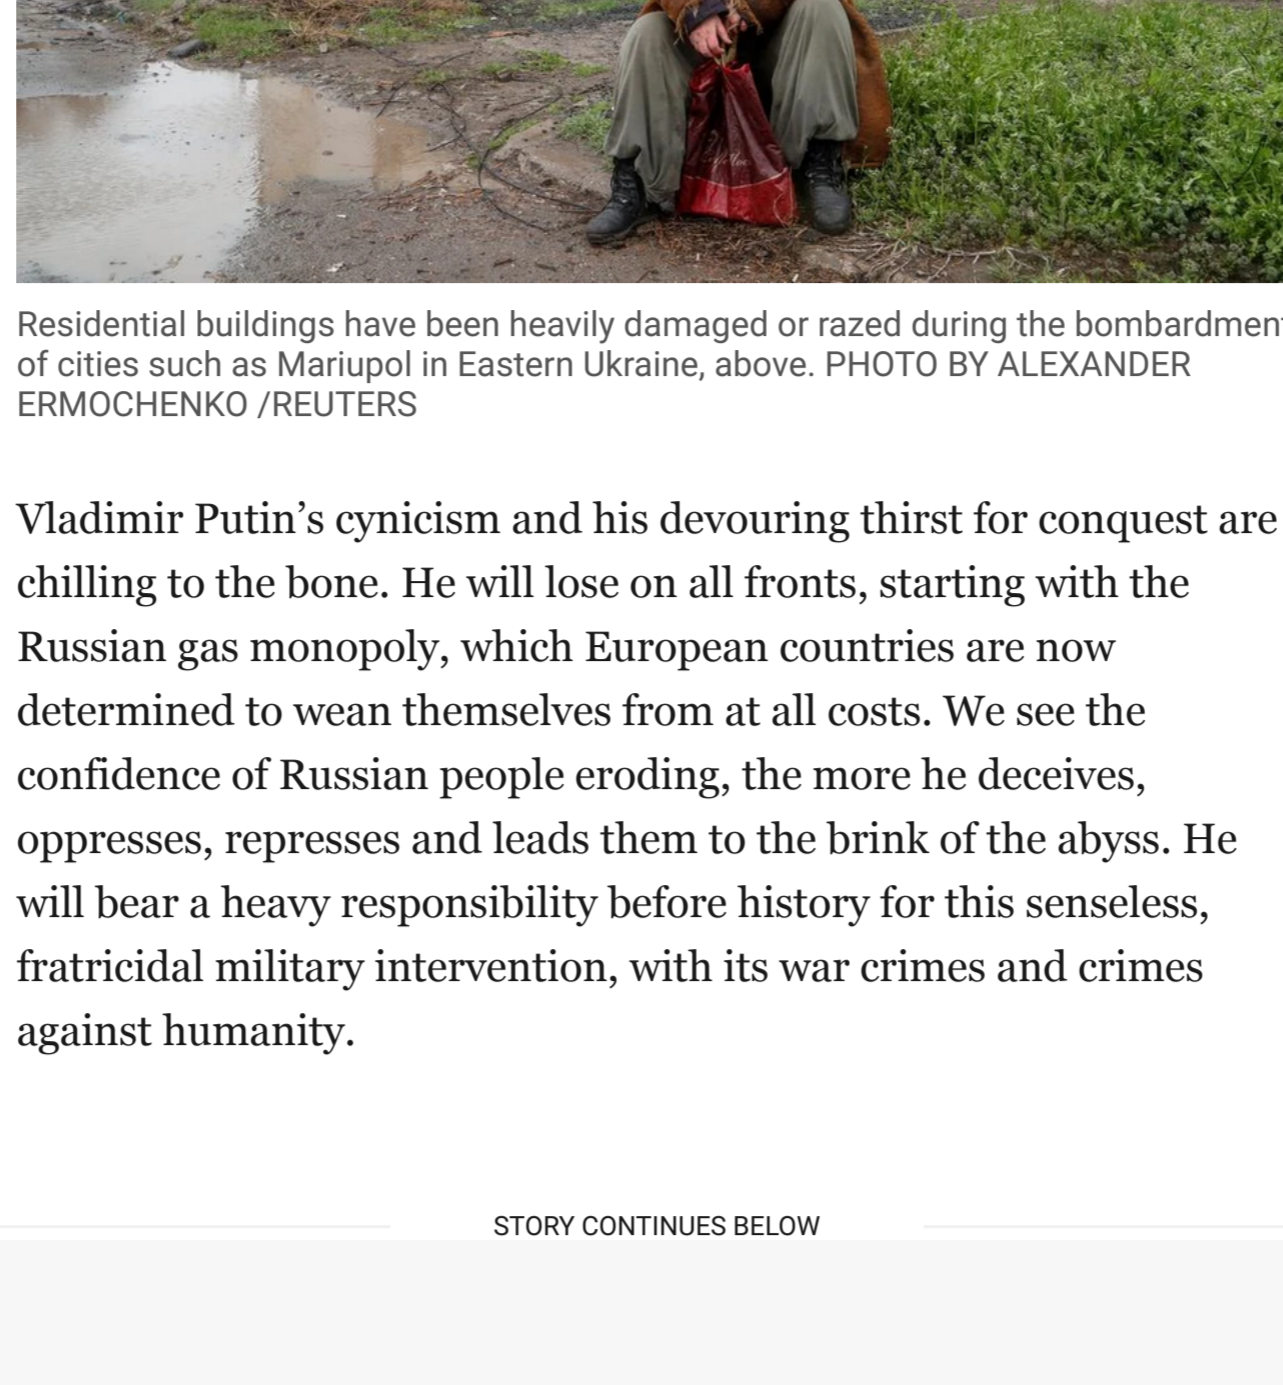 Residential buildings have been heavily damaged or razed during the bombardment
of cities such as Mariupol in Eastern Ukraine, above. PHOTO BY ALEXANDER
ERMOCHENKO /REUTERS
Vladimir Putin’s cynicism and his devouring thirst for conquest are
chilling to the bone. He will lose on all fronts, starting with the
Russian gas monopoly, which European countries are now
determined to wean themselves from at all costs. We see the
confidence of Russian people eroding, the more he deceives,
oppresses, represses and leads them to the brink of the abyss. He
will bear a heavy responsibility before history for this senseless,
fratricidal military intervention, with its war crimes and crimes
against humanity.
STORY CONTINUES BELOW